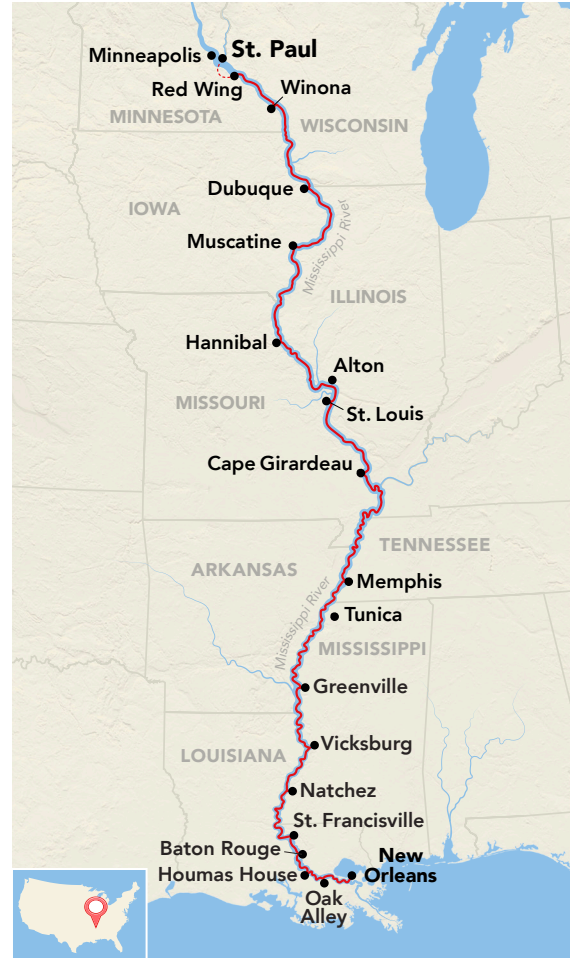 Minneapolis
St. Paul
Red Wing
Winona
MINNESOTA
WISCONSIN
Dubuque
IOWA
Mississippi River
Muscatine
ILLINOIS
Hannibal
Alton
MISSOURI
St. Louis
Cape Girardeau
TENNESSEE
ARKANSAS
Memphis
Mississippi River
Tunica
MISSISSIPPI
Greenville
Vicksburg
LOUISIANA
Natchez
St. Francisville
Baton Rouge
New
Orleans
Houmas House
Oak
Alley